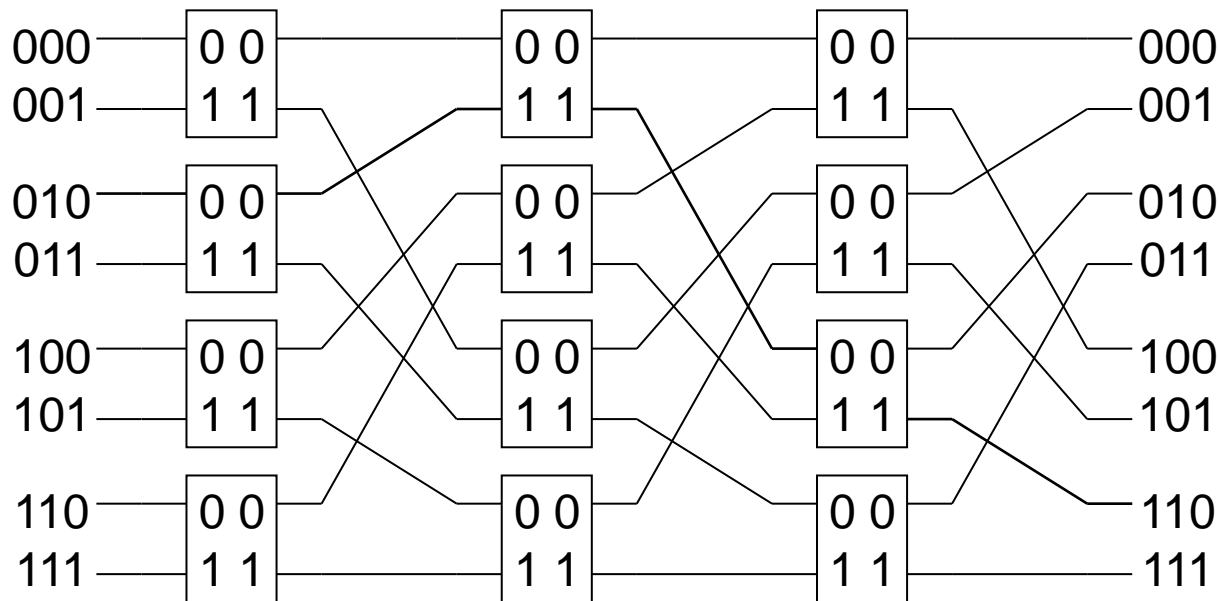 000 0 0 0 0 0 0 000
001 1 1 1 1 1 1 001
010 0 0 0 0 0 0 010
011 1 1 1 1 1 1 011
100 0 0 0 0 0 0 100
101 1 1 1 1 1 1 101
110 0 0 0 0 0 0 110
111 1 1 1 1 1 1 111